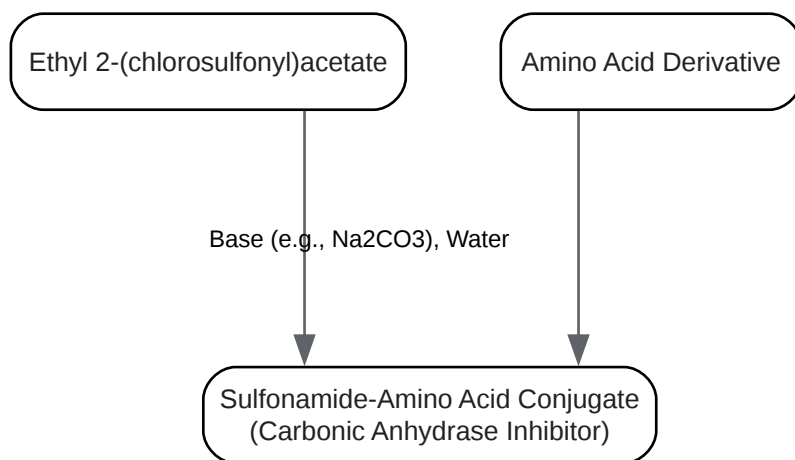 Ethyl 2-(chlorosulfonyl)acetate
Amino Acid Derivative
Base (e.g., Na2CO3), Water
Sulfonamide-Amino Acid Conjugate
(Carbonic Anhydrase Inhibitor)